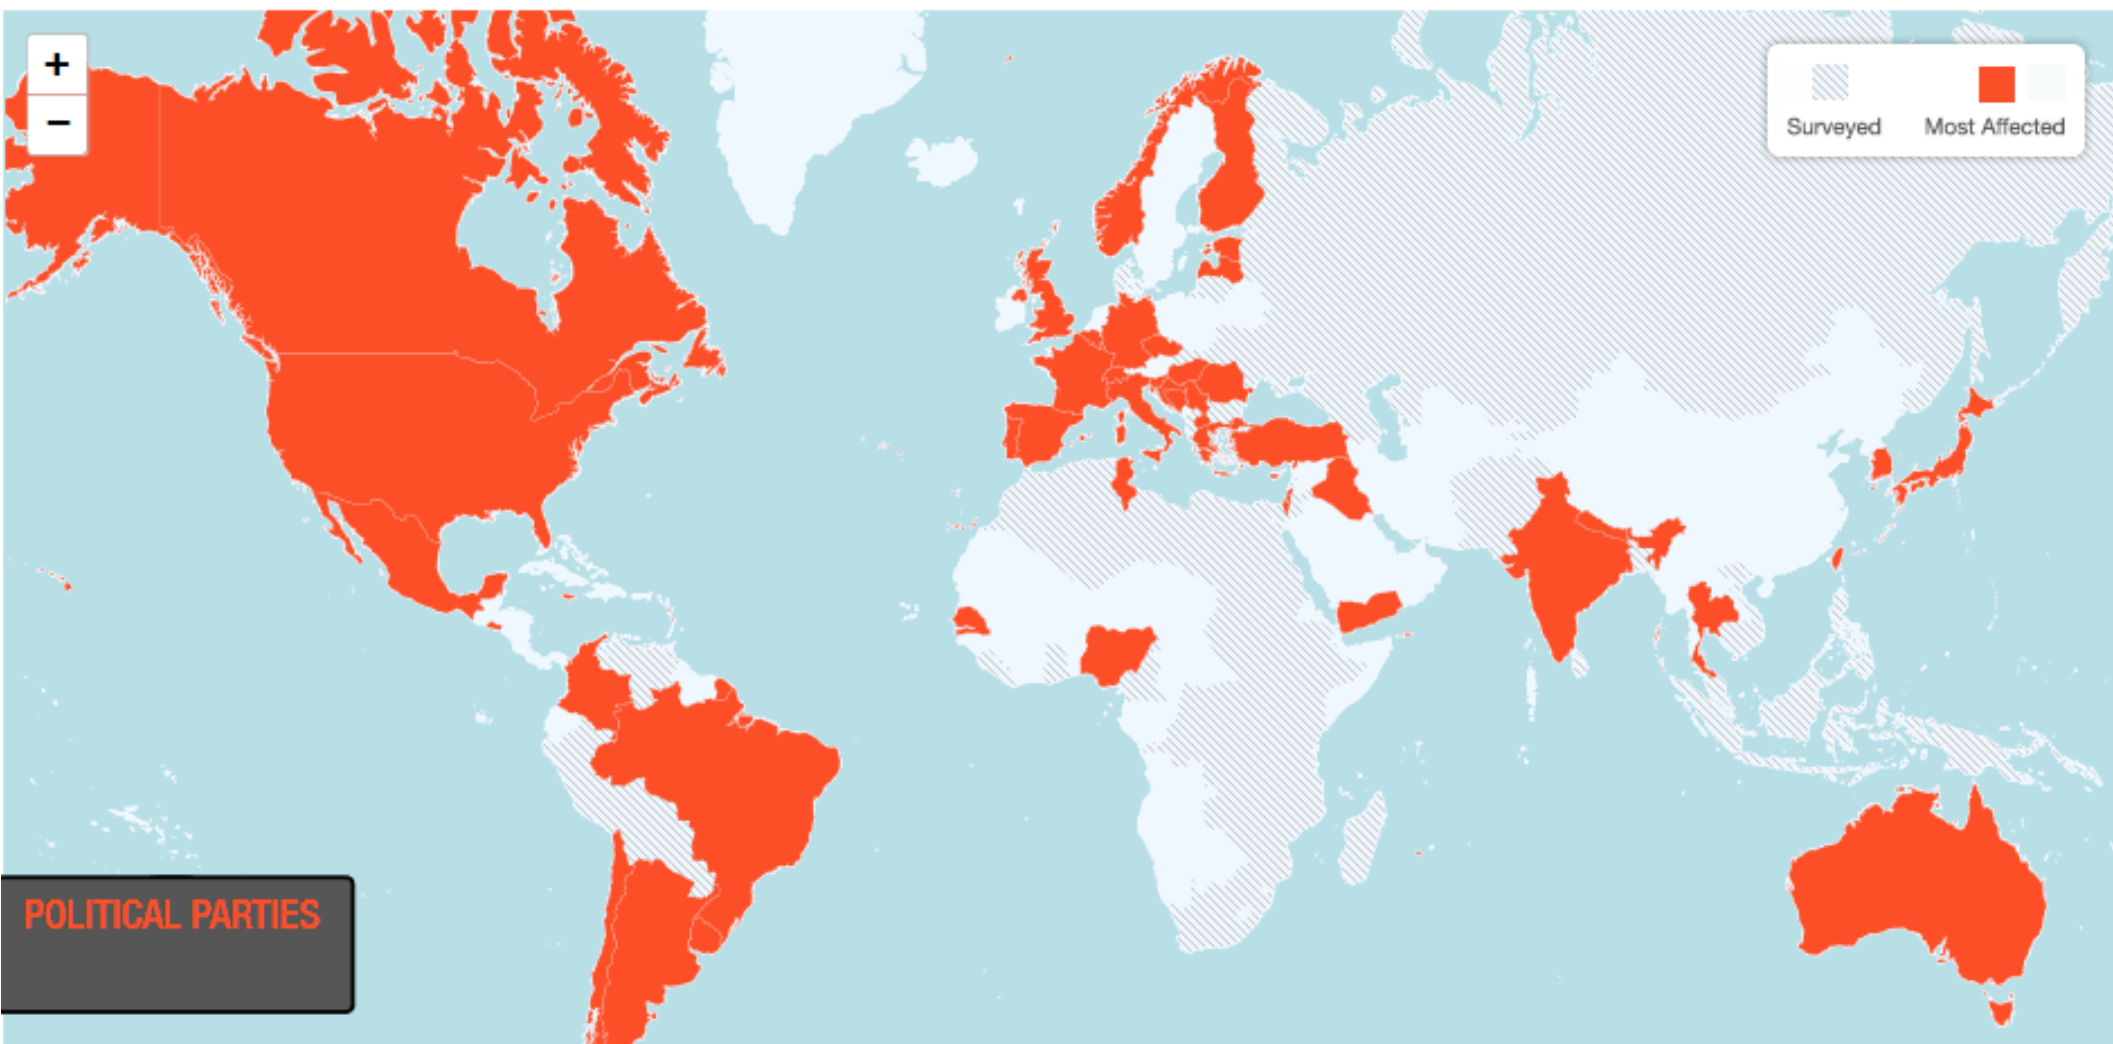 +
−
Surveyed
Most Affected
POLITICAL PARTIES